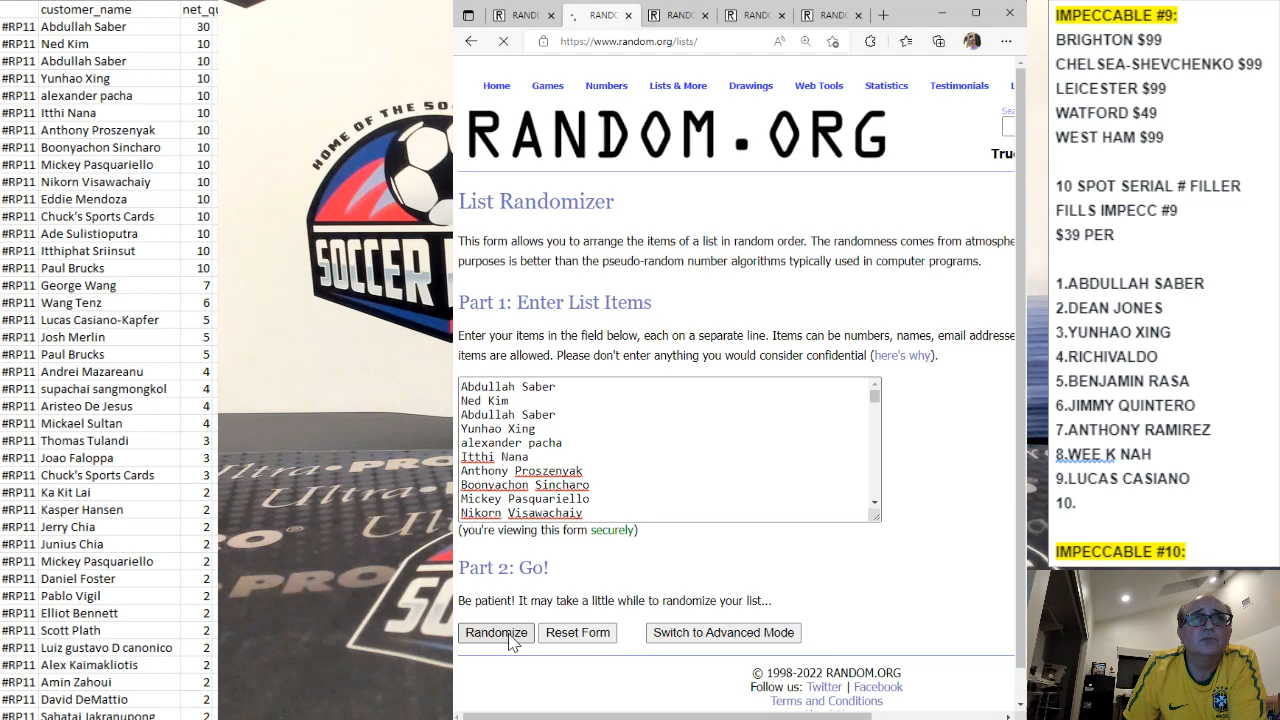 customer_name net_qu
#RP11 Abdullah Saber 30
#RP11 Ned Kim 10
#RP11 Abdullah Saber 10
#RP11 Yunhao Xing 10
#RP11 alexander pacha 10
#RP11 Itthi Nana 10
#RP11 Anthony Proszenyak 10
#RP11 Boonyachon Sincharo 10
#RP11 Mickey Pasquariello 10
#RP11 Nikorn Visawachaiy 10
#RP11 Eddie Mendoza 10
#RP11 Chuck's Sports Cards 10
#RP11 Ade Sulistioputra 10
#RP11 Itthiphat Sriinsut 10
#RP11 Paul Brucks 10
#RP11 George Wang 7
#RP11 Wang Tenz 6
#RP11 Lucas Casiano-Kapfer 5
#RP11 Josh Merlin 5
#RP11 Paul Brucks 5
#RP11 Andrei Mazareanu 4
#RP11 supachai sangmongkol 4
#RP11 Aristeo De Jesus 4
#RP11 Mickael Sultan 4
#RP11 Thomas Tulandi 3
#RP11 Joao Faloppa 3
#RP11 Chuck's Sports Cards 3
#RP11 Ka Kit Lai 2
#RP11 Kasper Hansen 2
#RP11 Jerry Chia 2
#RP11 Junius Chia 2
#RP11 Mickey Pasquariello 2
#RP11 Daniel Foster 2
#RP11 Pablo Vigil 2
#RP11 Elliot Bennett 2
#RP11 Scott Plath 2
#RP11 Luiz gustavo D canonico 2
#RP11 Alex Kaimakliotis 2
#RP11 Amin Zahoui 2
#RP11 David DeMattio 2
#RP11 Sahatai Jakranupong 2
HOME OF THE SO
SOCCER
Ultra•PRO
Ultra
PRO
SO
RANDO
RANDO
RANDO
RANDO
RANDO
https://www.random.org/lists/
Home Games Numbers Lists & More Drawings Web Tools Statistics Testimonials L
RANDOM.ORG
Sea
Tru
List Randomizer
This form allows you to arrange the items of a list in random order. The randomness comes from atmosphe
purposes is better than the pseudo-random number algorithms typically used in computer programs.
Part 1: Enter List Items
Enter your items in the field below, each on a separate line. Items can be numbers, names, email addresse
items are allowed. Please don't enter anything you would consider confidential (here's why).
Abdullah Saber
Ned Kim
Abdullah Saber
Yunhao Xing
alexander pacha
Itthi Nana
Anthony Proszenyak
Boonyachon Sincharo
Mickey Pasquariello
Nikorn Visawachaiy
(you're viewing this form securely)
Part 2: Go!
Be patient! It may take a little while to randomize your list...
Randomize Reset Form Switch to Advanced Mode
© 1998-2022 RANDOM.ORG
Follow us: Twitter | Facebook
Terms and Conditions
IMPECCABLE #9:
BRIGHTON $99
CHELSEA-SHEVCHENKO $99
LEICESTER $99
WATFORD $49
WEST HAM $99
10 SPOT SERIAL # FILLER
FILLS IMPECC #9
$39 PER
1.ABDULLAH SABER
2.DEAN JONES
3.YUNHAO XING
4.RICHIVALDO
5.BENJAMIN RASA
6.JIMMY QUINTERO
7.ANTHONY RAMIREZ
8.WEE K NAH
9.LUCAS CASIANO
10.
IMPECCABLE #10: